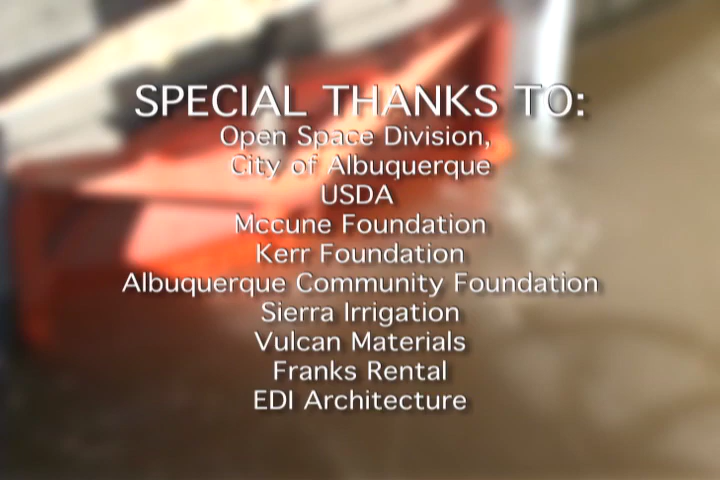 SPECIAL THANKS TO:
Open Space Division,
City of Albuquerque
USDA
Mccune Foundation
Kerr Foundation
Albuquerque Community Foundation
Sierra Irrigation
Vulcan Materials
Franks Rental
EDI Architecture